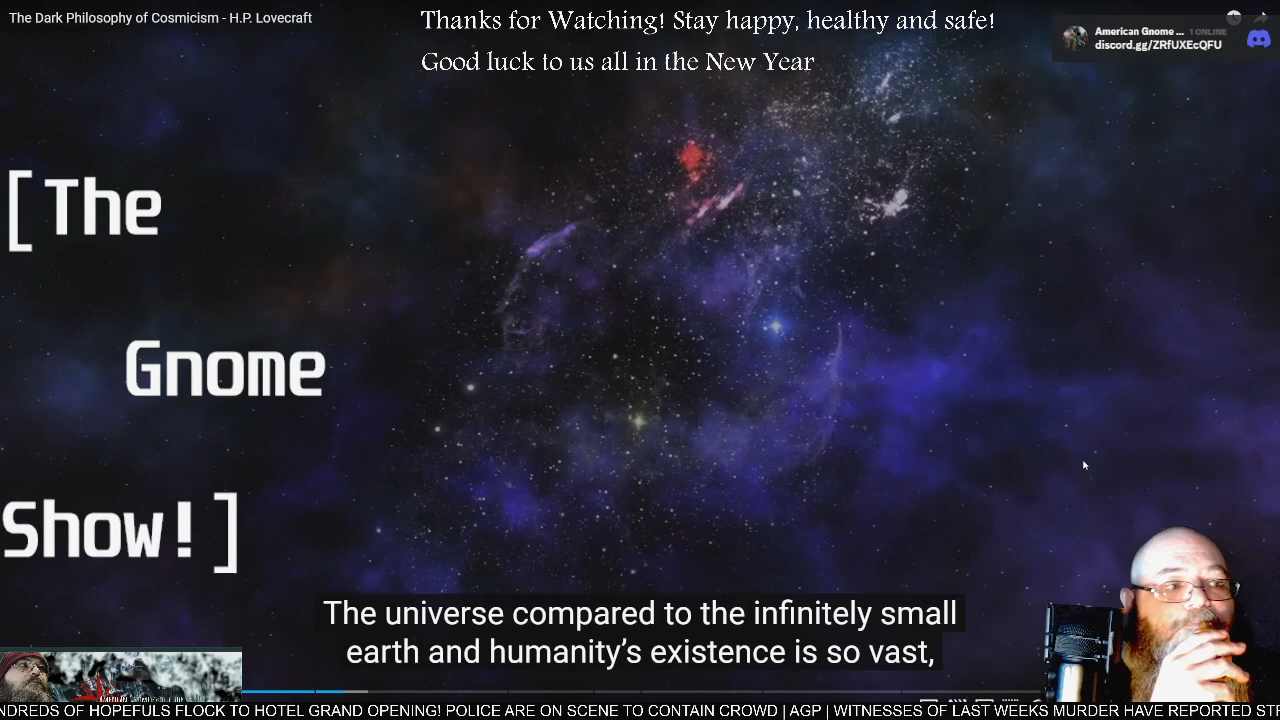 The Dark Philosophy of Cosmicism - H.P. Lovecraft
Thanks for Watching! Stay happy, healthy and safe!
Good luck to us all in the New Year
American Gnome ... 1 ONLINE
discord.gg/ZRfUXEcQFU
[The
Gnome
Show!]
The universe compared to the infinitely small
earth and humanity’s existence is so vast,
NDREDS OF HOPEFULS FLOCK TO HOTEL GRAND OPENING! POLICE ARE ON SCENE TO CONTAIN CROWD | AGP | WITNESSES OF LAST WEEKS MURDER HAVE REPORTED STR